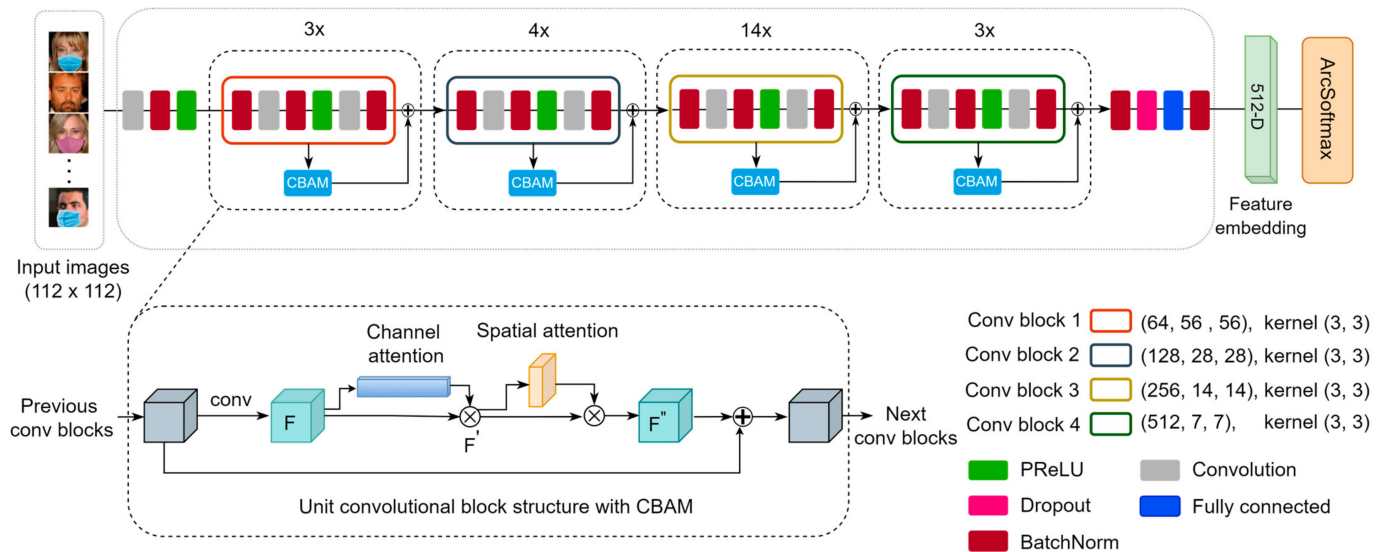 3x
4x
14x
3x
CBAM
CBAM
CBAM
CBAM
512-D
ArcSoftmax
Feature
embedding
Input images
(112 x 112)
Channel
attention
Spatial attention
Previous
conv blocks
conv
F
F'
F"
Next
conv blocks
Unit convolutional block structure with CBAM
Conv block 1 (64, 56 , 56), kernel (3, 3)
Conv block 2 (128, 28, 28), kernel (3, 3)
Conv block 3 (256, 14, 14), kernel (3, 3)
Conv block 4 (512, 7, 7), kernel (3, 3)
PReLU
Convolution
Dropout
Fully connected
BatchNorm